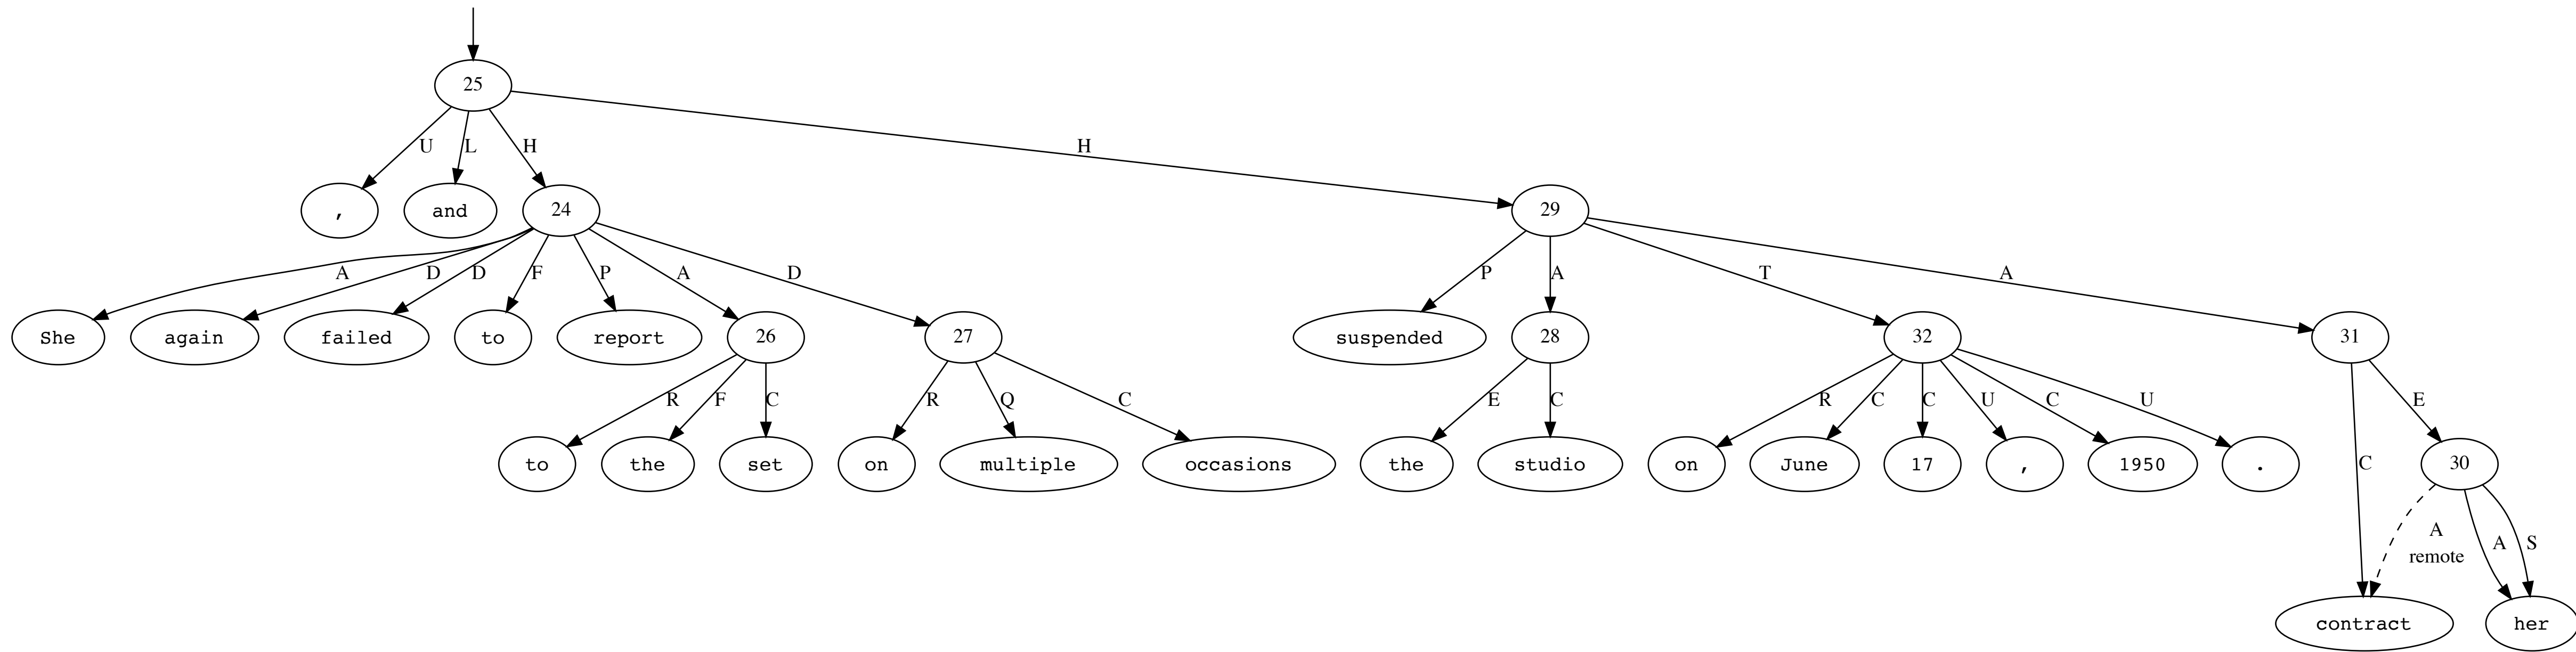 25
U L H H
, and 24 29
A D D F P A D P A T A
She again failed to report 26 27 suspended 28 32 31
R F C R Q C E C R C C U C U C E
to the set on multiple occasions the studio on June 17 , 1950 . 30
A remote A S
contract her